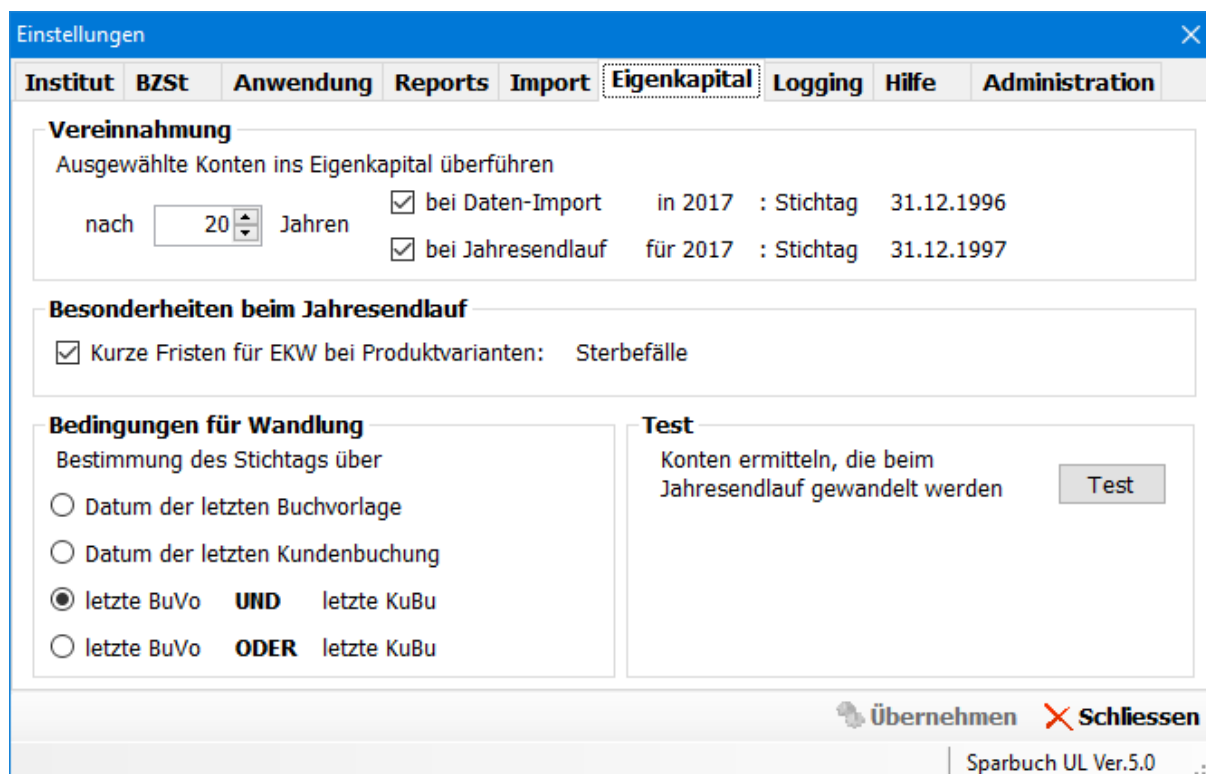 Einstellungen
Institut BZSt Anwendung Reports Import Eigenkapital Logging Hilfe Administration
Vereinnahmung
Ausgewählte Konten ins Eigenkapital überführen
nach 20 Jahren
bei Daten-Import in 2017 : Stichtag 31.12.1996
bei Jahresendlauf für 2017 : Stichtag 31.12.1997
Besonderheiten beim Jahresendlauf
Kurze Fristen für EKW bei Produktvarianten: Sterbefälle
Bedingungen für Wandlung
Bestimmung des Stichtags über
Datum der letzten Buchvorlage
Datum der letzten Kundenbuchung
letzte BuVo UND letzte KuBu
letzte BuVo ODER letzte KuBu
Test
Konten ermitteln, die beim
Jahresendlauf gewandelt werden
Test
Übernehmen Schliessen
Sparbuch UL Ver.5.0